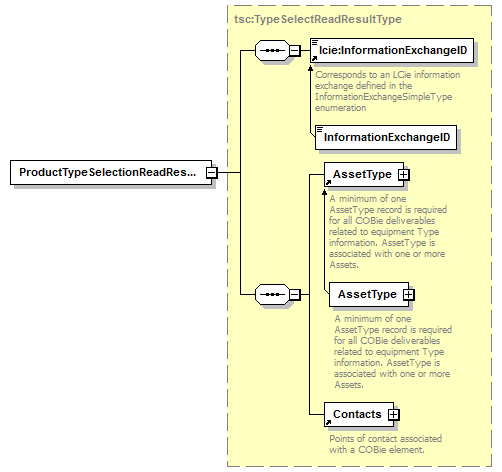 tsc:TypeSelectReadResultType
lcie:InformationExchangeID
Corresponds to an LCie information
exchange defined in the
InformationExchangeSimpleType
enumeration
InformationExchangeID
ProductTypeSelectionReadRes...
AssetType
A minimum of one
AssetType record is required
for all COBie deliverables
related to equipment Type
information. AssetType is
associated with one or more
Assets.
AssetType
A minimum of one
AssetType record is required
for all COBie deliverables
related to equipment Type
information. AssetType is
associated with one or more
Assets.
Contacts
Points of contact associated
with a COBie element.